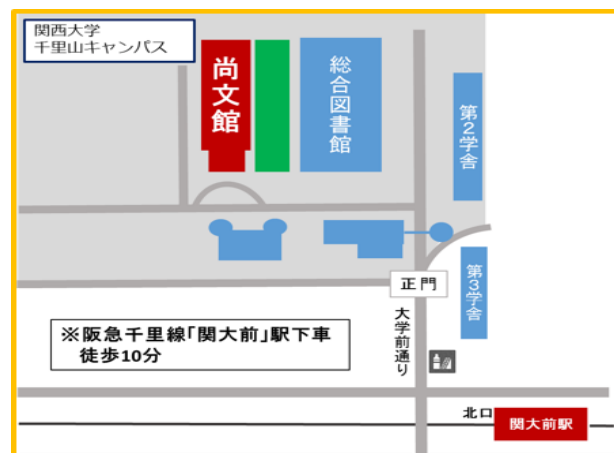 関西大学
千里山キャンパス
尚文館
総合図書館
第2学舎
正門
第3学舎
大学前通り
※阪急千里線「関大前」駅下車
徒歩10分
北口
関大前駅